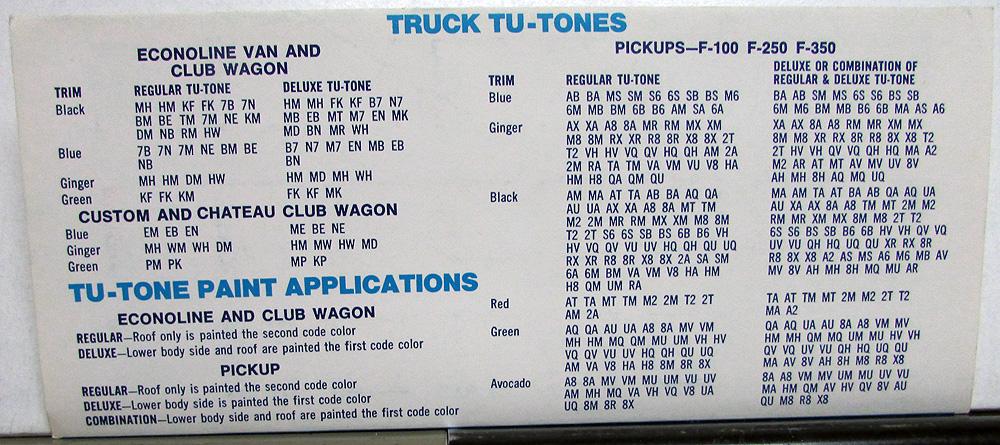 TRUCK TU-TONES
ECONOLINE VAN AND
CLUB WAGON
TRIM REGULAR TU-TONE DELUXE TU-TONE
Black MH HM KF FK 7B 7N HM MH FK KF B7 N7
BM BE TM 7M NE KM MB EB MT M7 EN MK
DM NB RM HW MD BN MR WH
Blue 7B 7N 7M NE BM BE B7 N7 M7 EN MB EB
NB BN
Ginger MH HM DM HW HM MD MH WH
Green KF FK KM FK KF MK
CUSTOM AND CHATEAU CLUB WAGON
Blue EM EB EN ME BE NE
Ginger MH WM WH DM HM MW HW MD
Green PM PK MP KP
TU-TONE PAINT APPLICATIONS
ECONOLINE AND CLUB WAGON
REGULAR—Roof only is painted the second code color
DELUXE—Lower body side and roof are painted the first code color
PICKUP
REGULAR—Roof only is painted the second code color
DELUXE—Lower body side is painted the first code color
COMBINATION—Lower body side and roof are painted the first code color
PICKUPS—F-100 F-250 F-350
DELUXE OR COMBINATION OF
TRIM REGULAR TU-TONE REGULAR & DELUXE TU-TONE
Blue AB BA MS SM S6 6S SB BS M6 BA AB SM MS 6S S6 BS SB
6M MB BM 6B B6 AM SA 6A 6M M6 BM MB B6 6B MA AS A6
Ginger AX XA A8 8A MR RM MX XM XA AX 8A A8 RM MR XM MX
M8 8M RX XR R8 8R X8 8X 2T 8M M8 XR RX 8R R8 8X X8 T2
T2 VH HV VQ QV HQ QH AM 2A 2T HV VH QV VQ QH HQ MA A2
2M RA TA TM VA VM VU V8 HA M2 AR AT MT AV MV UV 8V
HM H8 QA QM QU AH MH 8H AQ MQ UQ
Black AM MA AT TA AB BA AQ QA MA AM TA AT BA AB QA AQ UA
AU UA AX XA A8 8A MT TM AU XA AX 8A A8 TM MT 2M M2
M2 2M MR RM MX XM M8 8M RM MR XM MX 8M M8 2T T2
T2 2T S6 6S SB BS 6B B6 VH 6S S6 BS SB B6 6B HV VH QV VQ
HV VQ QV VU UV HQ QH QU UQ UV VU QH HQ UQ QU XR RX 8R
RX XR R8 8R X8 8X 2A SA SM R8 8X X8 A2 AS MS A6 M6 MB AV
6A 6M BM VA VM V8 HA HM MV 8V AH MH 8H MQ MU AR
H8 QM UM RA
Red AT TA MT TM M2 2M T2 2T TA AT TM MT 2M M2 2T T2
AM 2A MA A2
Green AQ QA AU UA A8 8A MV VM QA AQ UA AU 8A A8 VM MV
MH HM MQ QM MU UM VH HV HM MH QM MQ UM MU HV VH
VQ QV VU UV HQ QH QU UQ QV VQ UV VU QH HQ UQ QU
AM VA V8 HA H8 8M 8R 8X MA AV 8V AH 8H M8 R8 X8
Avocado A8 8A MV VM MU UM VU UV 8A A8 VM MV UM MU UV VU
AM MH MQ VA VH VQ V8 UA MA HM QM AV HV QV 8V AU
UQ 8M 8R 8X QU M8 R8 X8